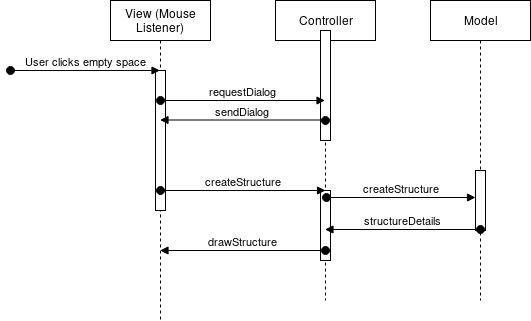 View (Mouse
Listener)
Controller
Model
User clicks empty space
requestDialog
sendDialog
createStructure
createStructure
structureDetails
drawStructure